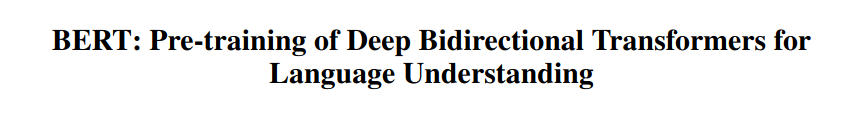 BERT: Pre-training of Deep Bidirectional Transformers for
Language Understanding